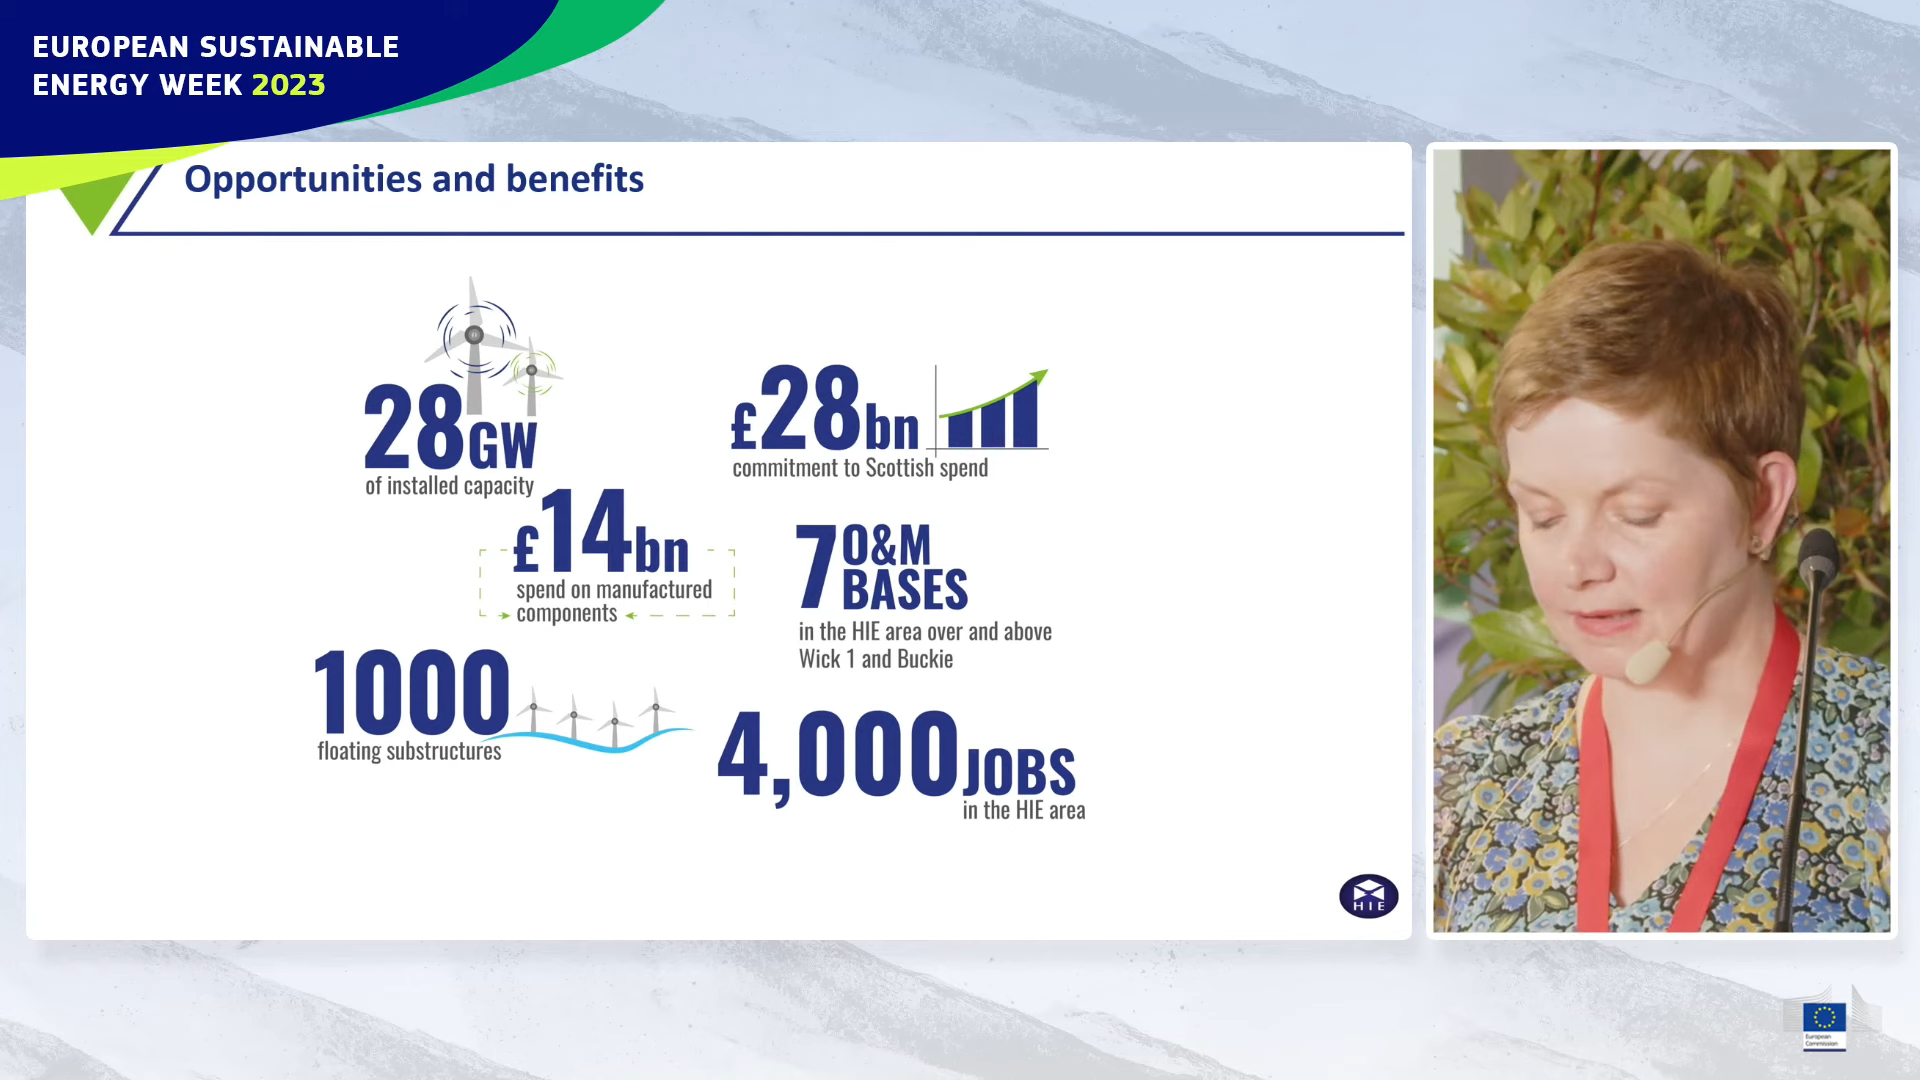 EUROPEAN SUSTAINABLE
ENERGY WEEK 2023
Opportunities and benefits
28GW
of installed capacity
£28bn
commitment to Scottish spend
£14bn
spend on manufactured
components
7 O&M
BASES
in the HIE area over and above
Wick 1 and Buckie
1000
floating substructures
4,000 JOBS
in the HIE area
HIE
European
Commission